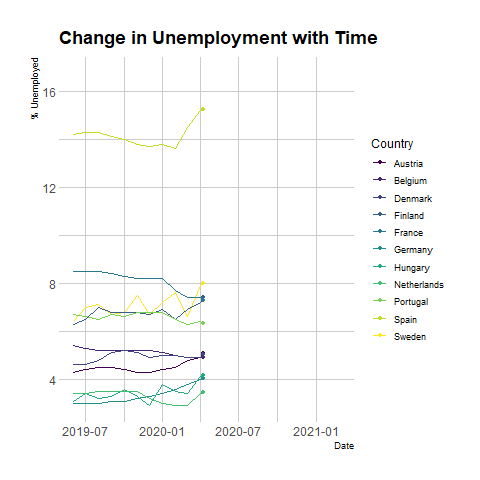 Change in Unemployment with Time
% Unemployed
16
12
8
4
2019-07 2020-01 2020-07 2021-01
Date
Country
Austria
Belgium
Denmark
Finland
France
Germany
Hungary
Netherlands
Portugal
Spain
Sweden